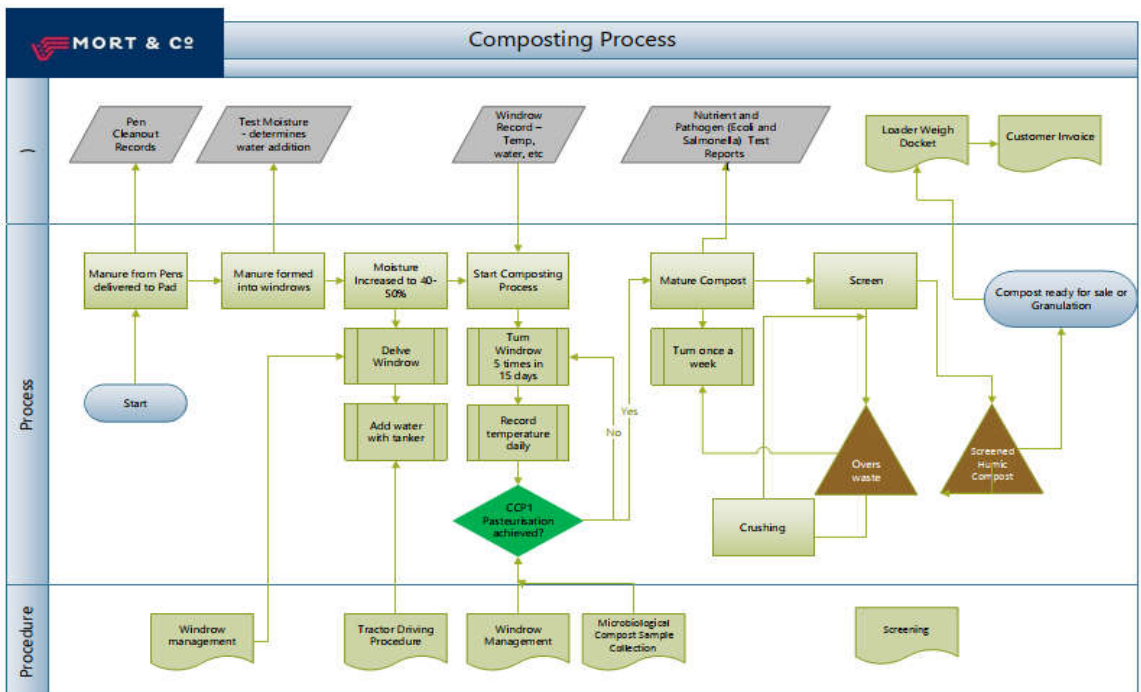 MORT & Cº
Composting Process
Pen
Cleanout
Records
Test Moisture
- determines
water addition
Windrow
Record –
Temp,
water, etc
Nutrient and
Pathogen (Ecoli and
Salmonella) Test
Reports
Loader Weigh
Docket
Customer Invoice
)
Process
Manure from Pens
delivered to Pad
Manure formed
into windrows
Moisture
Increased to 40-
50%
Start Composting
Process
Mature Compost
Screen
Compost ready for sale or
Granulation
Start
Delve
Windrow
Turn
Windrow
5 times in
15 days
Turn once a
week
Add water
with tanker
Record
temperature
daily
Yes
No
CCP1
Pasteurisation
achieved?
Overs
waste
Screened
Humic
Compost
Crushing
Procedure
Windrow
management
Tractor Driving
Procedure
Windrow
Management
Microbiological
Compost Sample
Collection
Screening